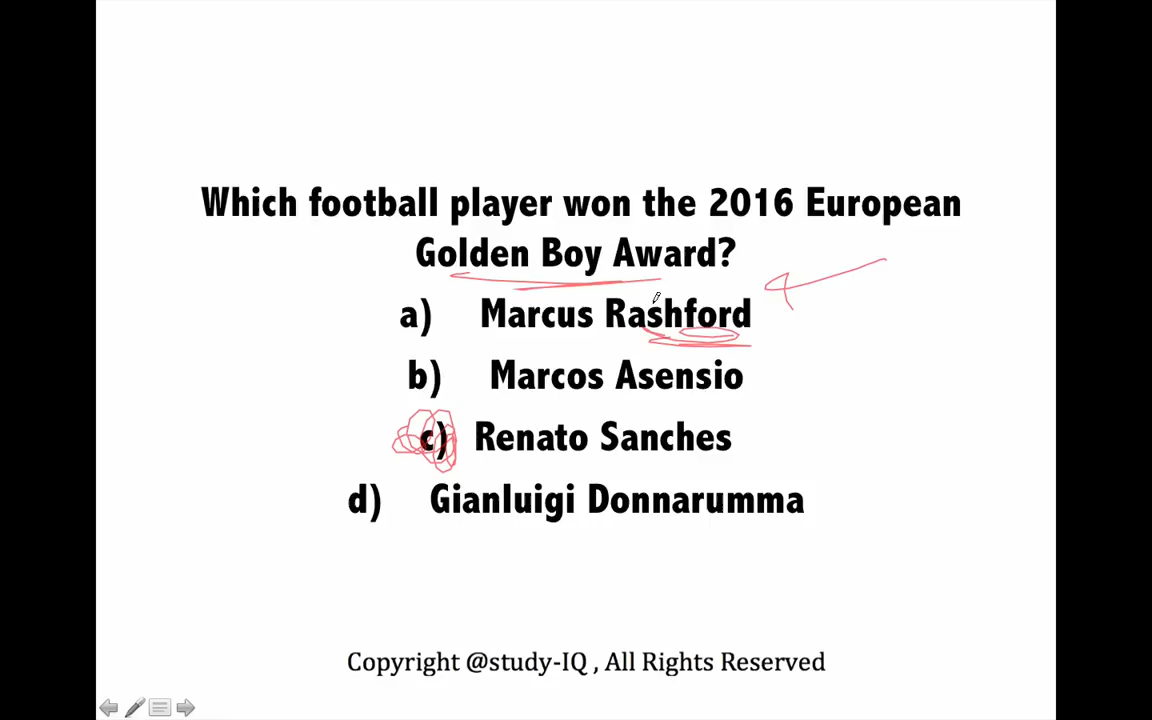 Which football player won the 2016 European
Golden Boy Award?
a) Marcus Rashford
b) Marcos Asensio
c) Renato Sanches
d) Gianluigi Donnarumma
Copyright @study-IQ , All Rights Reserved